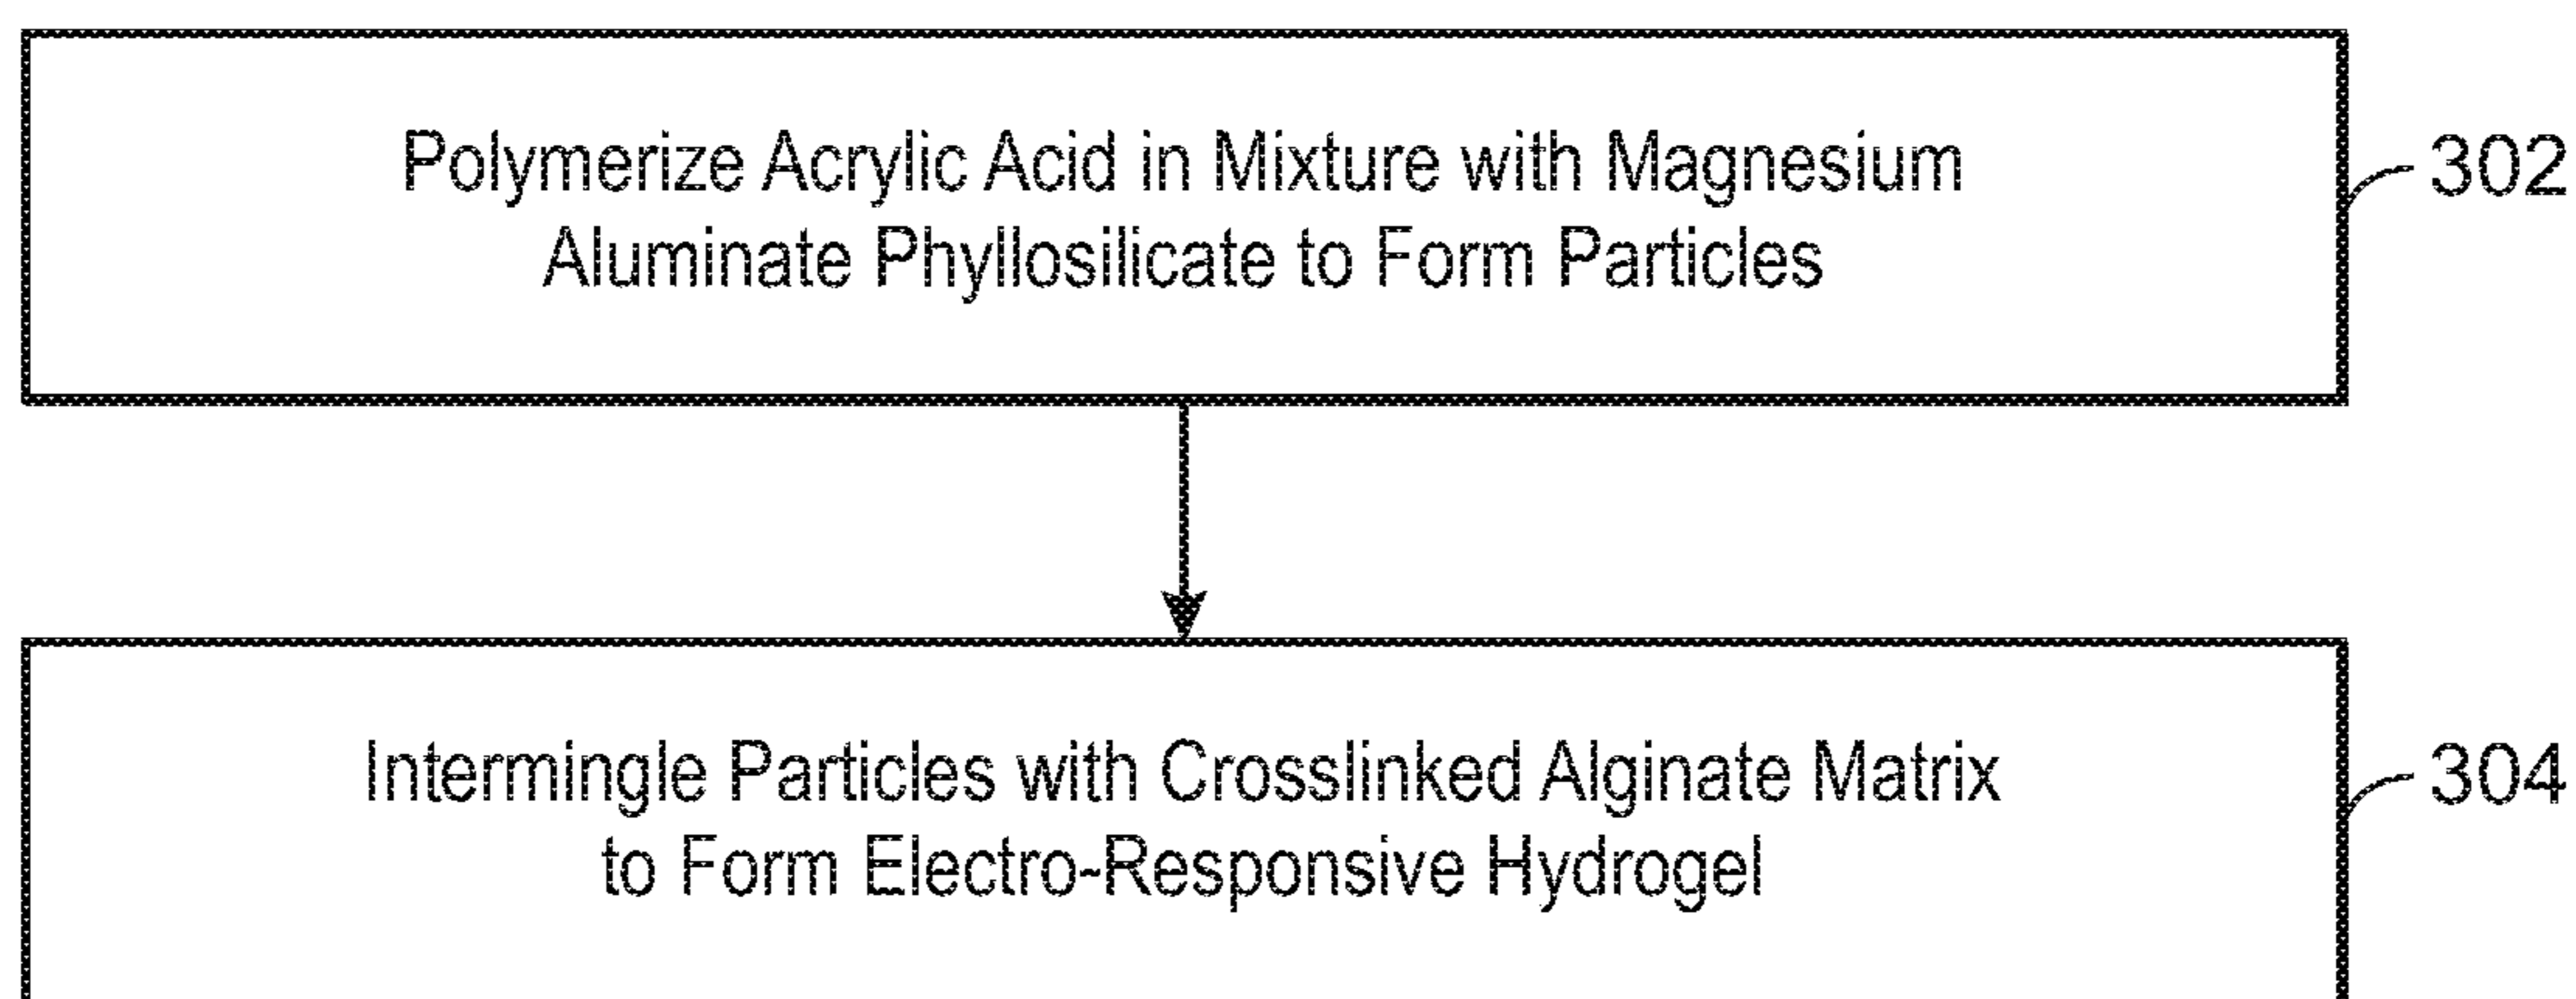 Polymerize Acrylic Acid in Mixture with Magnesium
Aluminate Phyllosilicate to Form Particles
302
Intermingle Particles with Crosslinked Alginate Matrix
to Form Electro-Responsive Hydrogel
304